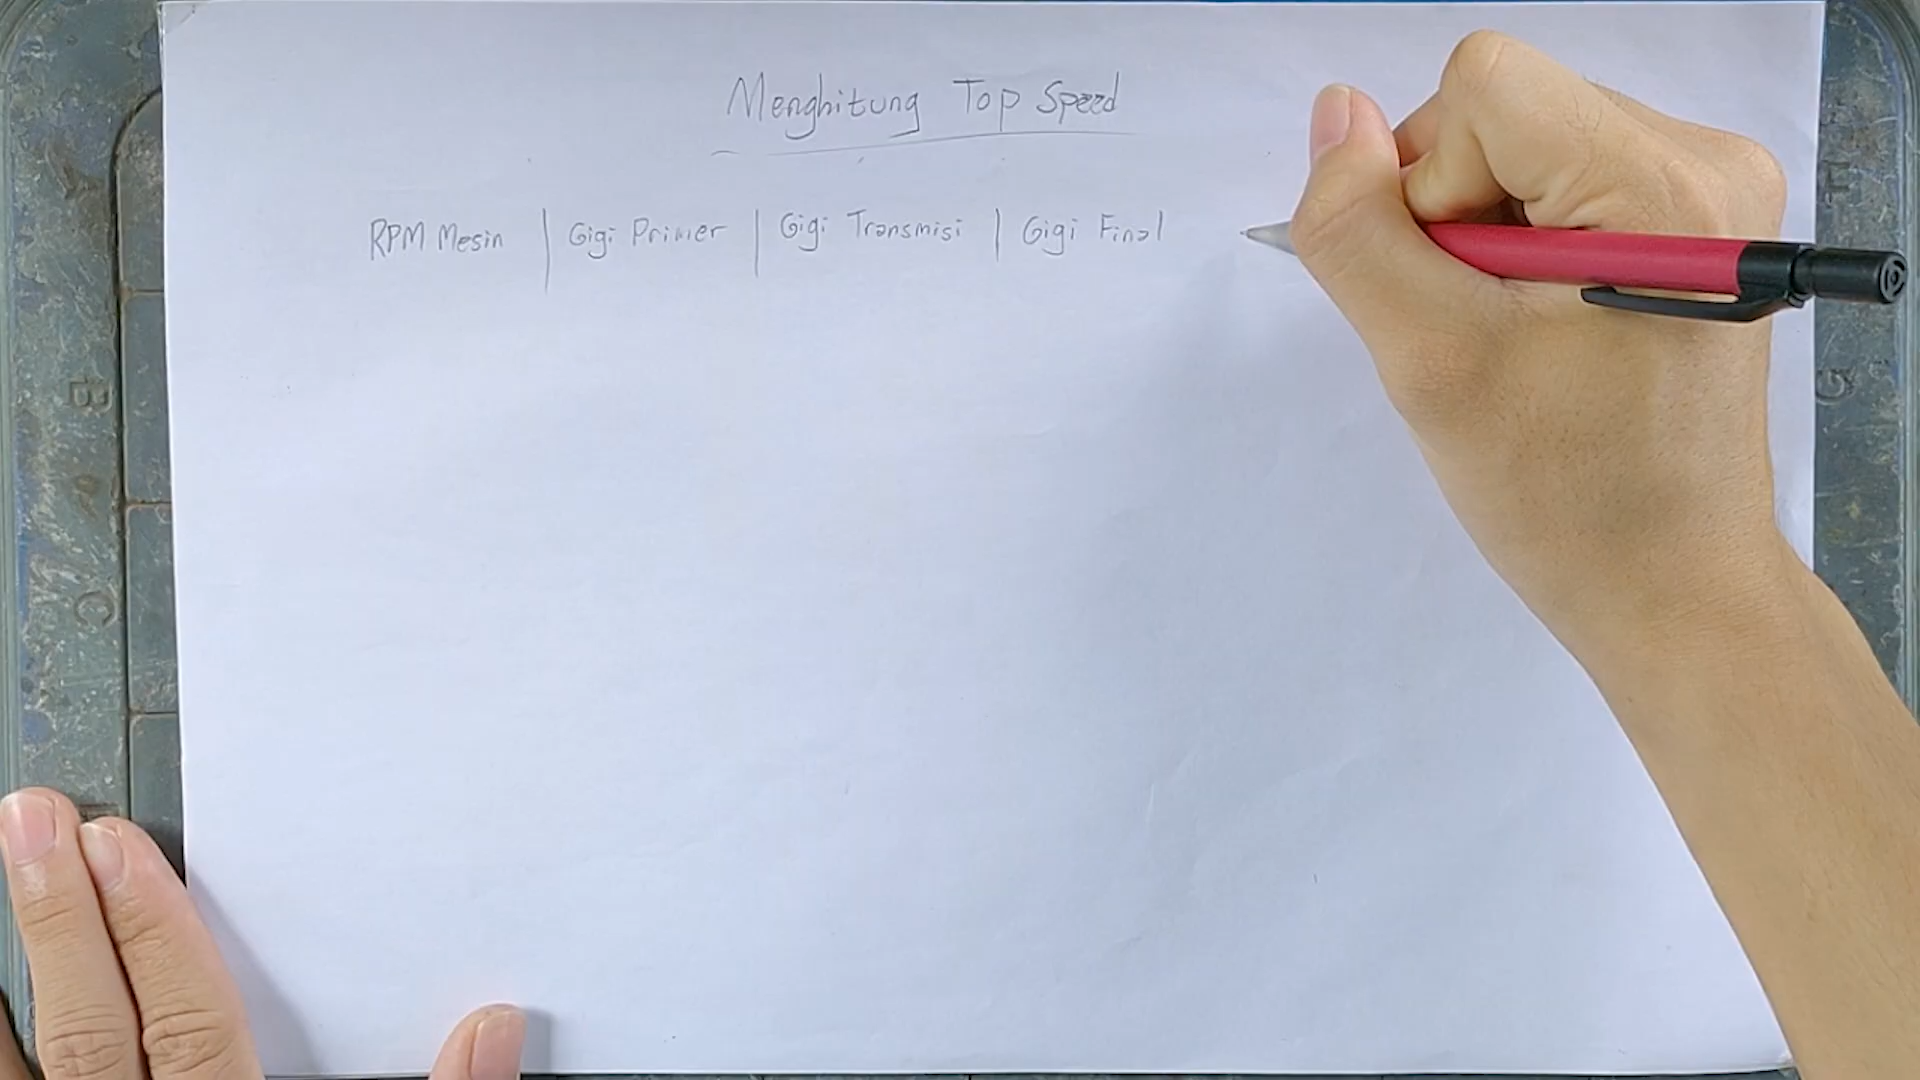 Menghitung Top Speed
RPM Mesin | Gigi Primer | Gigi Transmisi | Gigi Final
B
C